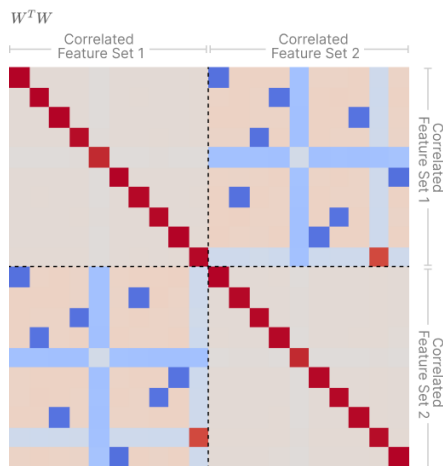 W^T W
Correlated
Feature Set 1
Correlated
Feature Set 2
Correlated
Feature Set 1
Correlated
Feature Set 2